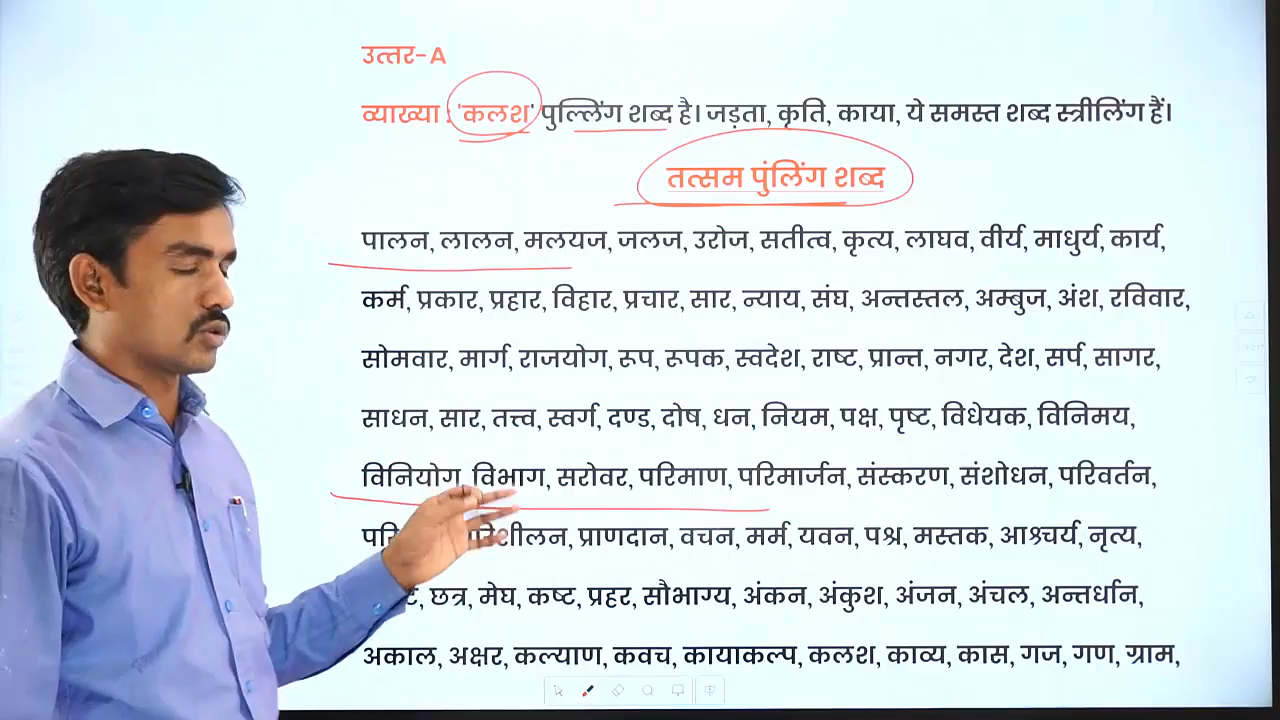 उत्तर-A
व्याख्या : 'कलश' पुल्लिंग शब्द है। जड़ता, कृति, काया, ये समस्त शब्द स्त्रीलिंग हैं।
तत्सम पुंलिंग शब्द
पालन, लालन, मलयज, जलज, उरोज, सतीत्व, कृत्य, लाघव, वीर्य, माधुर्य, कार्य,
कर्म, प्रकार, प्रहार, विहार, प्रचार, सार, न्याय, संघ, अन्तस्तल, अम्बुज, अंश, रविवार,
सोमवार, मार्ग, राजयोग, रूप, रूपक, स्वदेश, राष्ट, प्रान्त, नगर, देश, सर्प, सागर,
साधन, सार, तत्त्व, स्वर्ग, दण्ड, दोष, धन, नियम, पक्ष, पृष्ट, विधेयक, विनिमय,
विनियोग, विभाग, सरोवर, परिमाण, परिमार्जन, संस्करण, संशोधन, परिवर्तन,
प्राणदान, वचन, मर्म, यवन, पश्र, मस्तक, आश्चर्य, नृत्य,
छत्र, मेघ, कष्ट, प्रहर, सौभाग्य, अंकन, अंकुश, अंजन, अंचल, अन्तर्धान,
अकाल, अक्षर, कल्याण, कवच, कायाकल्प, कलश, काव्य, कास, गज, गण, ग्राम,